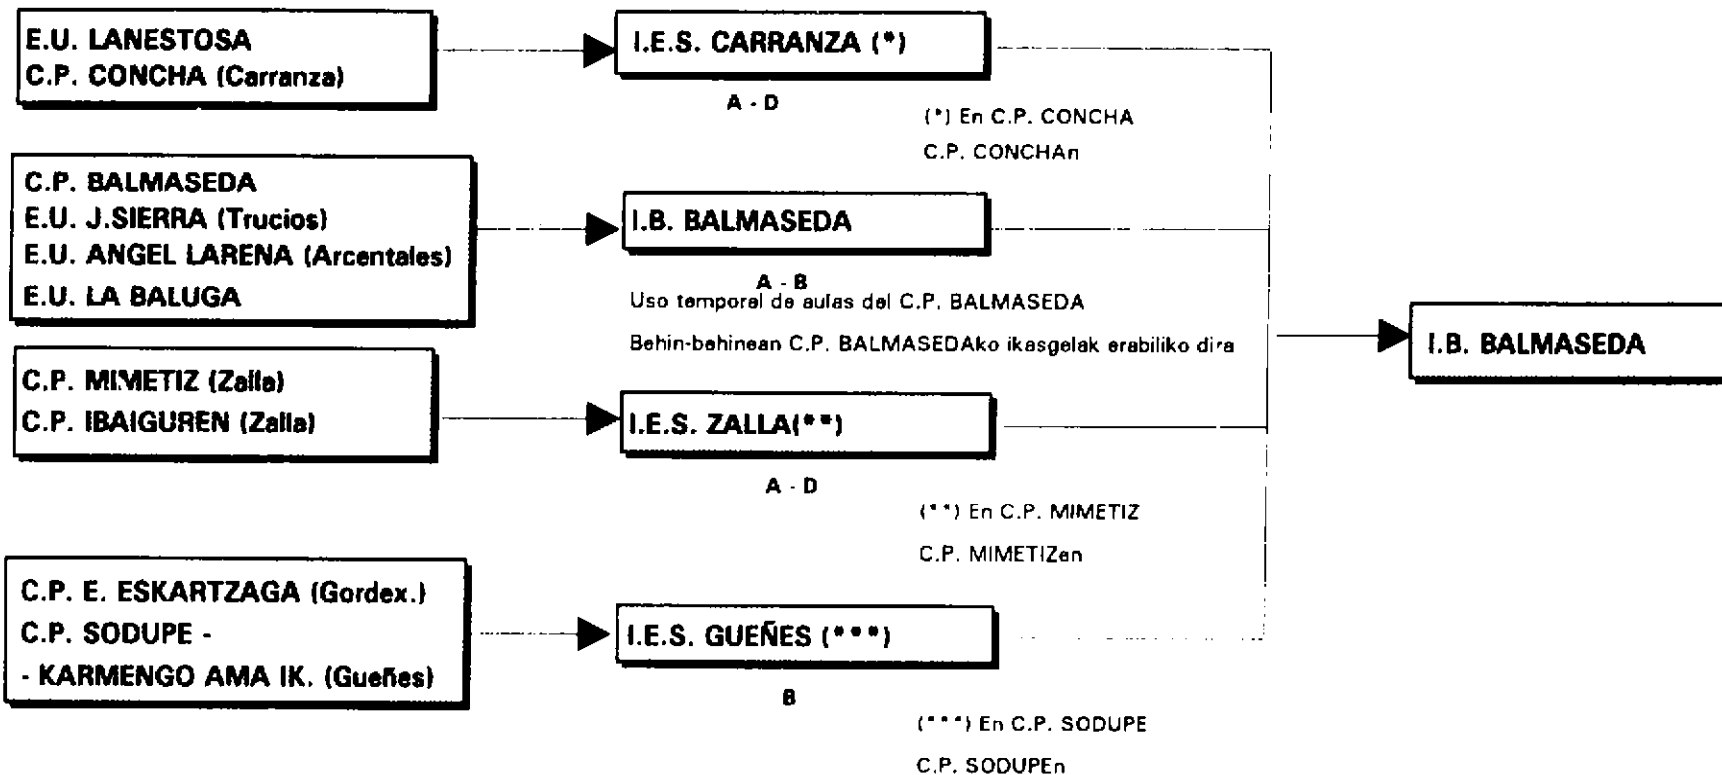 E.U. LANESTOSA
C.P. CONCHA (Carranza)
I.E.S. CARRANZA (*)
A - D
(*) En C.P. CONCHA
C.P. CONCHAn
C.P. BALMASEDA
E.U. J.SIERRA (Trucios)
E.U. ANGEL LARENA (Arcentales)
E.U. LA BALUGA
I.B. BALMASEDA
A - B
Uso temporal de aulas del C.P. BALMASEDA
Behin-behinean C.P. BALMASEDAko ikasgelak erabiliko dira
I.B. BALMASEDA
C.P. MIMETIZ (Zalla)
C.P. IBAIGUREN (Zalla)
I.E.S. ZALLA(**)
A - D
(**) En C.P. MIMETIZ
C.P. MIMETIZen
C.P. E. ESKARTZAGA (Gordex.)
C.P. SODUPE -
- KARMENGO AMA IK. (Gueñes)
I.E.S. GUEÑES (***)
B
(***) En C.P. SODUPE
C.P. SODUPEn